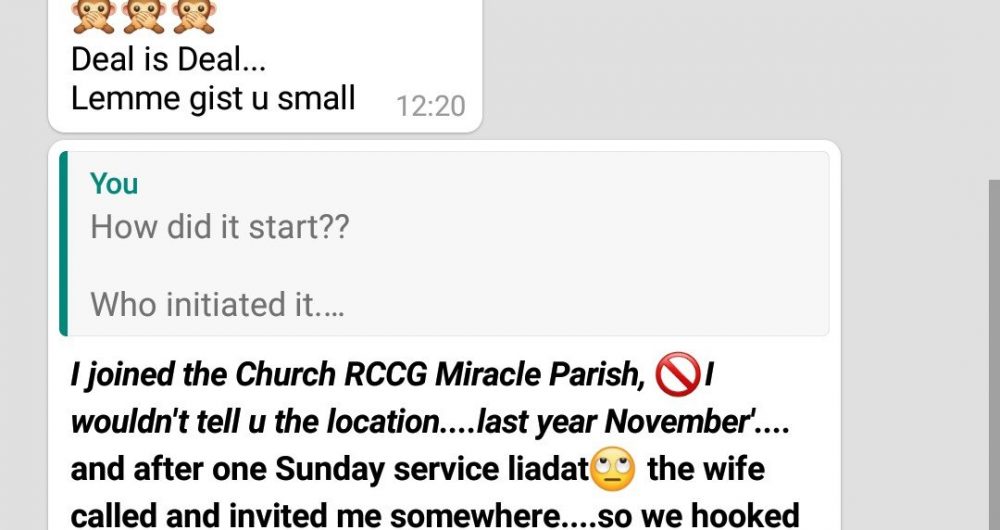 🙊🙊🙊
Deal is Deal...
Lemme gist u small
12:20
You
How did it start??
Who initiated it....
I joined the Church RCCG Miracle Parish, 🚫I
wouldn't tell u the location....last year November'....
and after one Sunday service liadat🙄 the wife
called and invited me somewhere....so we hooked